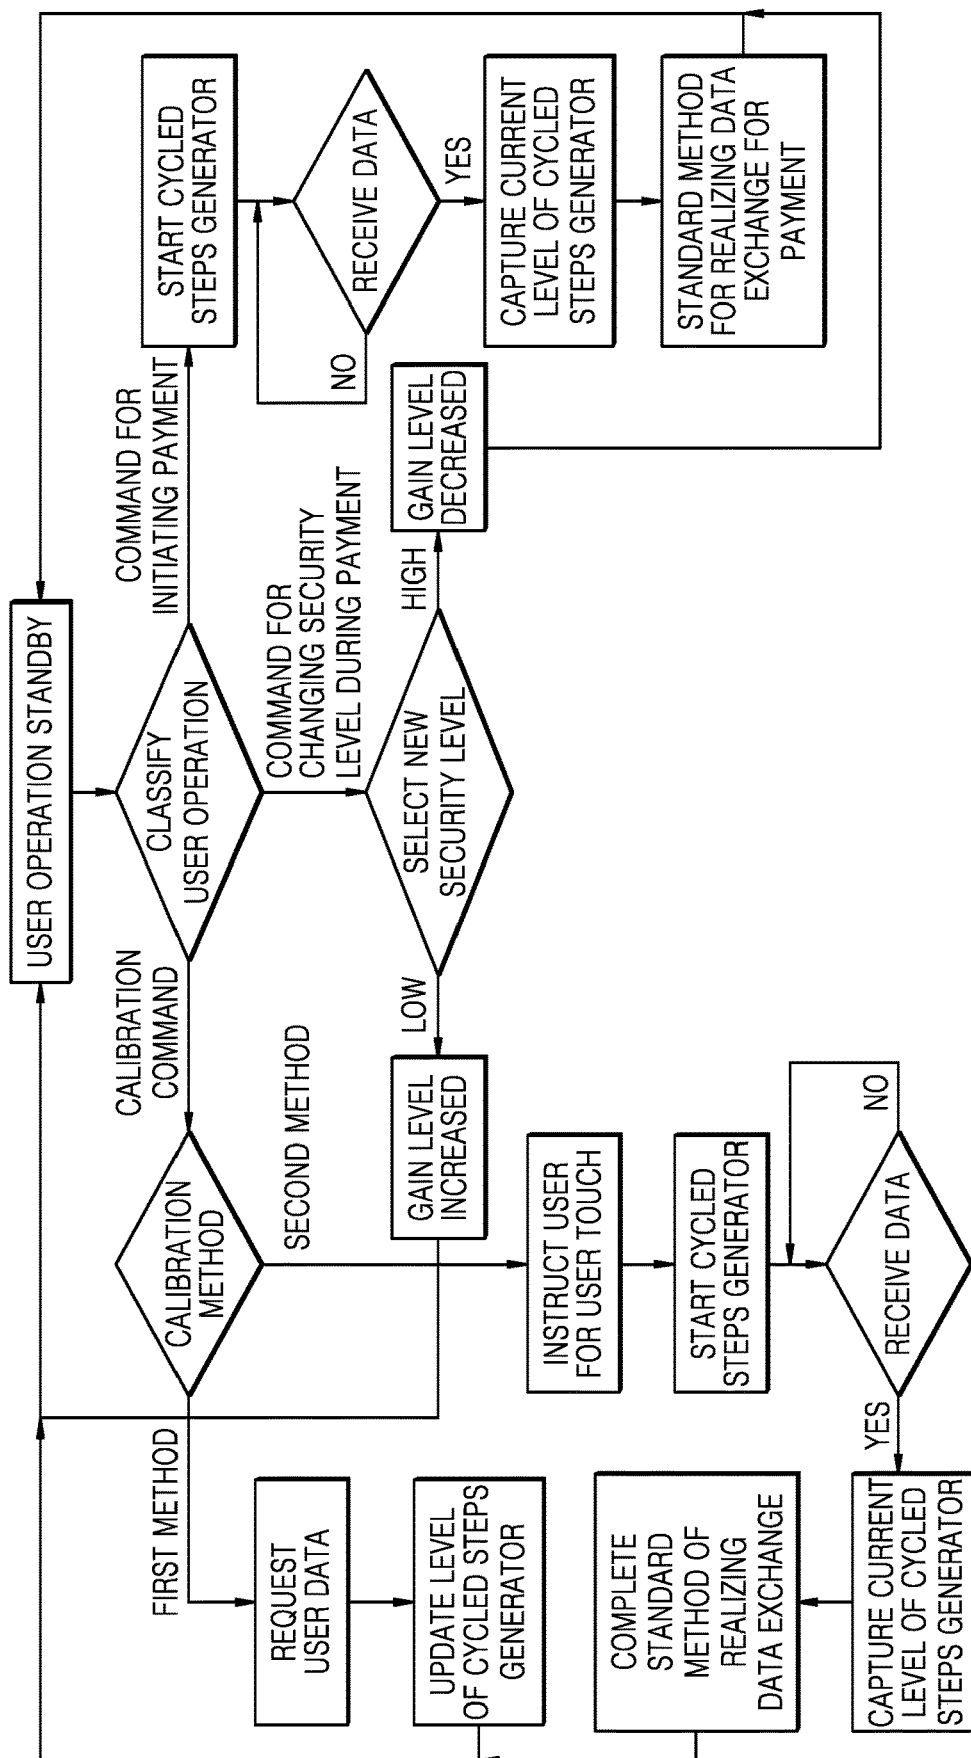 USER OPERATION STANDBY
CLASSIFY
USER OPERATION
CALIBRATION
COMMAND
COMMAND FOR
INITIATING PAYMENT
COMMAND FOR
CHANGING SECURITY
LEVEL DURING PAYMENT
CALIBRATION
METHOD
FIRST METHOD
SECOND METHOD
REQUEST
USER DATA
UPDATE LEVEL
OF CYCLED STEPS
GENERATOR
INSTRUCT USER
FOR USER TOUCH
START CYCLED
STEPS GENERATOR
RECEIVE DATA
NO
YES
CAPTURE CURRENT
LEVEL OF CYCLED
STEPS GENERATOR
COMPLETE
STANDARD
METHOD OF
REALIZING
DATA EXCHANGE
SELECT NEW
SECURITY LEVEL
LOW
HIGH
GAIN LEVEL
INCREASED
GAIN LEVEL
DECREASED
START CYCLED
STEPS GENERATOR
RECEIVE DATA
NO
YES
CAPTURE CURRENT
LEVEL OF CYCLED
STEPS GENERATOR
STANDARD METHOD
FOR REALIZING DATA
EXCHANGE FOR
PAYMENT